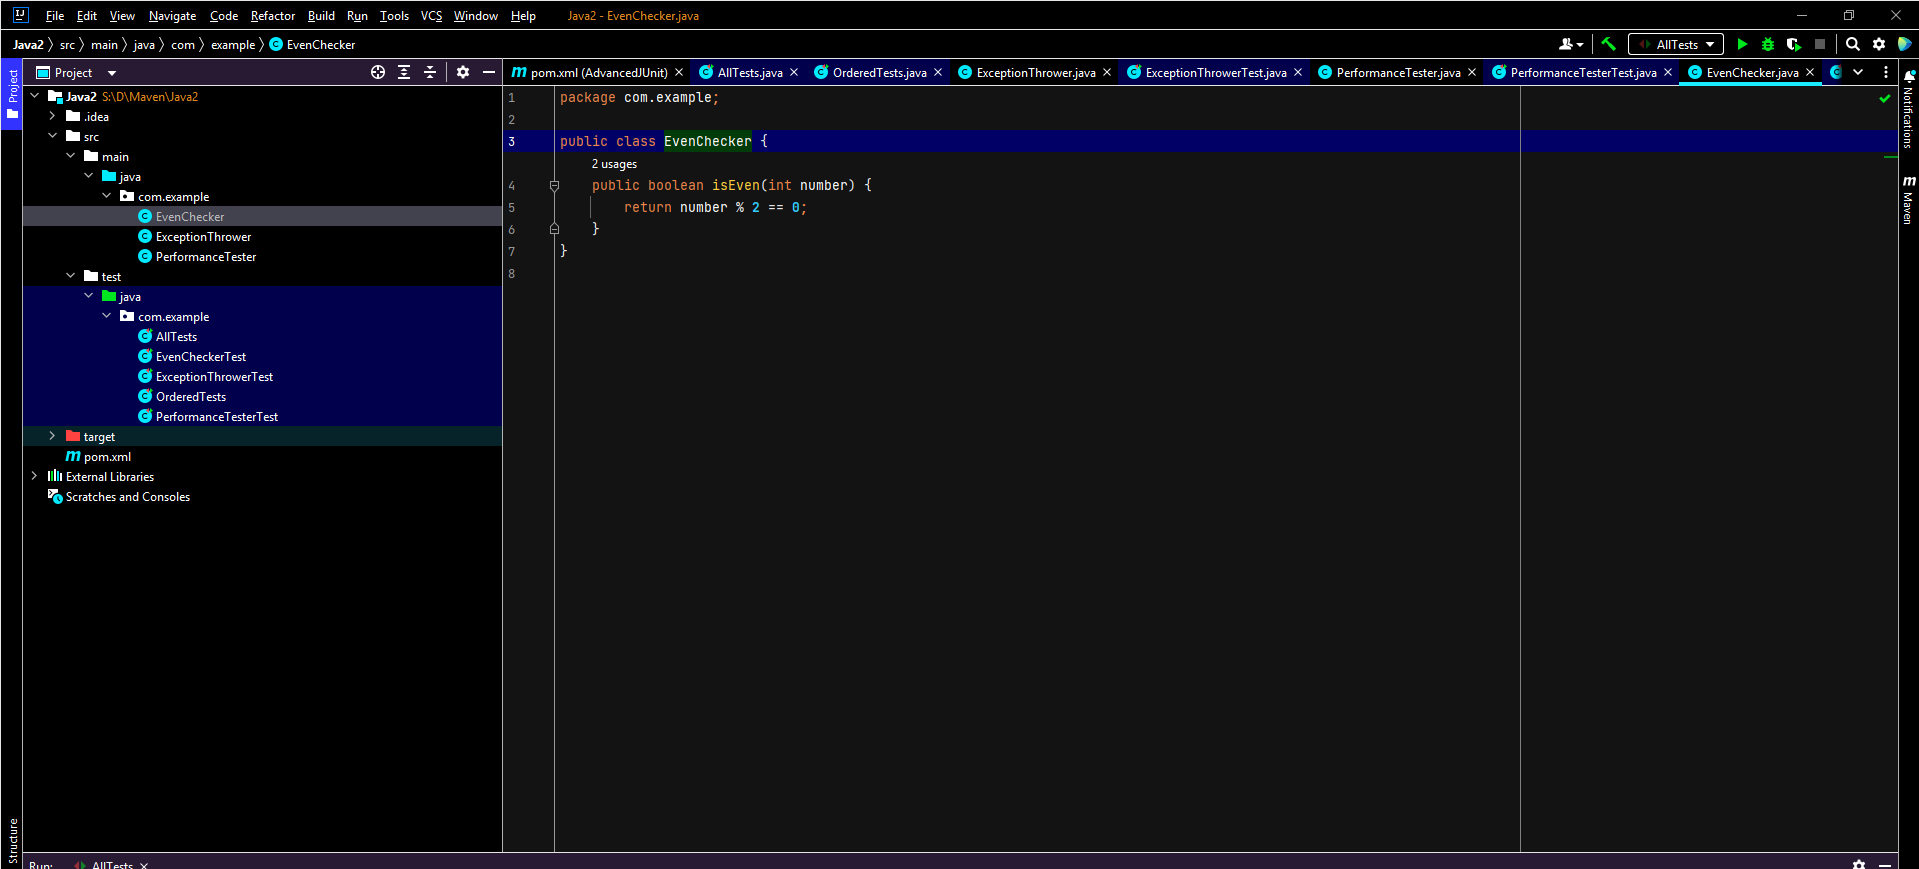 File Edit View Navigate Code Refactor Build Run Tools VCS Window Help Java2 - EvenChecker.java
Java2 src main java com example EvenChecker AllTests
Project
Project
pom.xml (AdvancedJUnit) AllTests.java OrderedTests.java ExceptionThrower.java ExceptionThrowerTest.java PerformanceTester.java PerformanceTesterTest.java EvenChecker.java
Java2 S:\D\Maven\Java2
.idea
src
main
java
com.example
EvenChecker
ExceptionThrower
PerformanceTester
test
java
com.example
AllTests
EvenCheckerTest
ExceptionThrowerTest
OrderedTests
PerformanceTesterTest
target
pom.xml
External Libraries
Scratches and Consoles
1 package com.example;
2
3 public class EvenChecker {
2 usages
4 public boolean isEven(int number) {
5 return number % 2 == 0;
6 }
7 }
8
Notifications
Maven
Structure
Run: AllTests